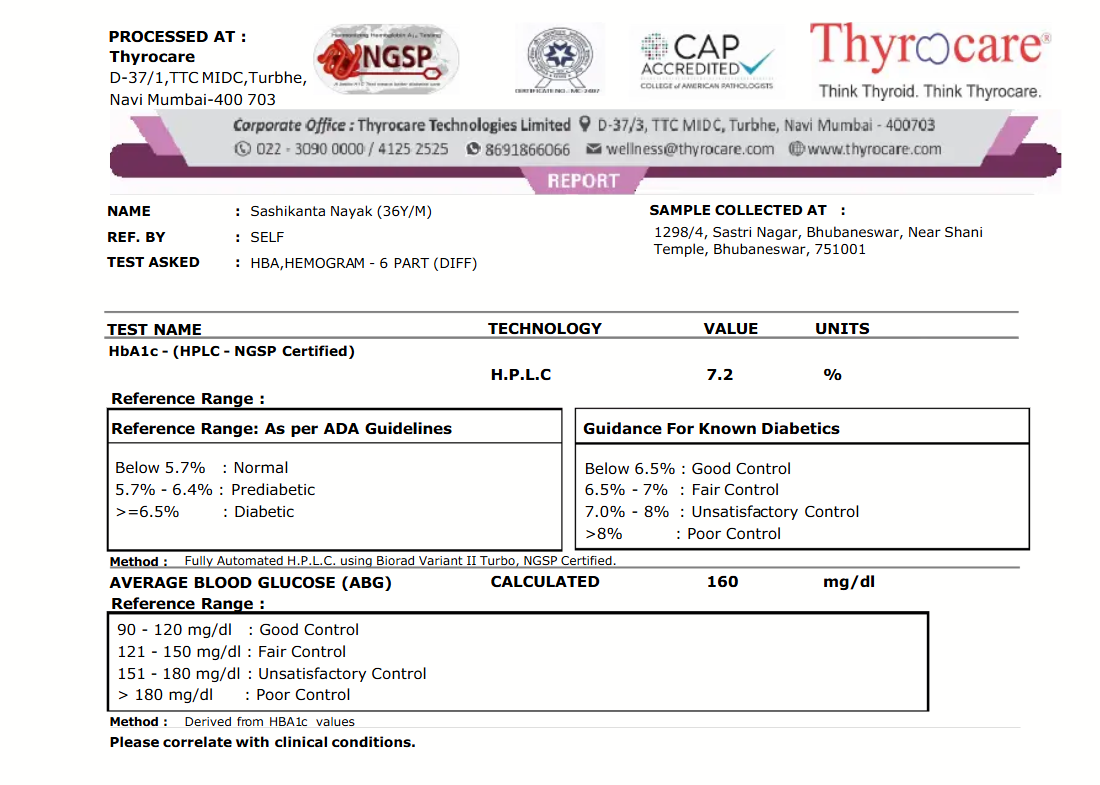 PROCESSED AT :
Thyrocare
D-37/1,TTC MIDC,Turbhe,
Navi Mumbai-400 703
NGSP
CAP
ACCREDITED
COLLEGE of AMERICAN PATHOLOGISTS
Thyrocare®
Think Thyroid. Think Thyrocare.
Corporate Office : Thyrocare Technologies Limited D-37/3, TTC MIDC, Turbhe, Navi Mumbai - 400703
022 - 3090 0000 / 4125 2525 8691866066 wellness@thyrocare.com www.thyrocare.com
REPORT
NAME : Sashikanta Nayak (36Y/M)
REF. BY : SELF
TEST ASKED : HBA,HEMOGRAM - 6 PART (DIFF)
SAMPLE COLLECTED AT :
1298/4, Sastri Nagar, Bhubaneswar, Near Shani
Temple, Bhubaneswar, 751001
TEST NAME TECHNOLOGY VALUE UNITS
HbA1c - (HPLC - NGSP Certified)
H.P.L.C 7.2 %
Reference Range :
Reference Range: As per ADA Guidelines
Below 5.7% : Normal
5.7% - 6.4% : Prediabetic
>=6.5% : Diabetic
Guidance For Known Diabetics
Below 6.5% : Good Control
6.5% - 7% : Fair Control
7.0% - 8% : Unsatisfactory Control
>8% : Poor Control
Method : Fully Automated H.P.L.C. using Biorad Variant II Turbo, NGSP Certified.
AVERAGE BLOOD GLUCOSE (ABG) CALCULATED 160 mg/dl
Reference Range :
90 - 120 mg/dl : Good Control
121 - 150 mg/dl : Fair Control
151 - 180 mg/dl : Unsatisfactory Control
> 180 mg/dl : Poor Control
Method : Derived from HBA1c values
Please correlate with clinical conditions.